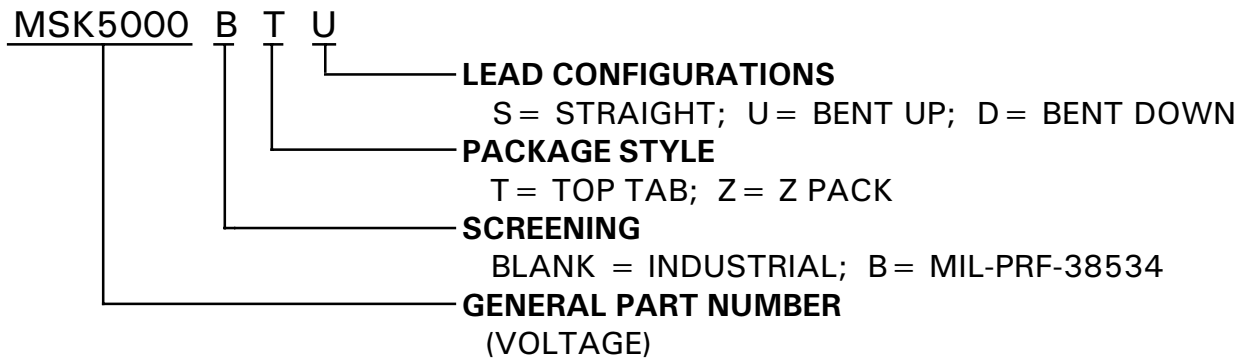 MSK5000 B T U
LEAD CONFIGURATIONS
S = STRAIGHT; U = BENT UP; D = BENT DOWN
PACKAGE STYLE
T = TOP TAB; Z = Z PACK
SCREENING
BLANK = INDUSTRIAL; B = MIL-PRF-38534
GENERAL PART NUMBER
(VOLTAGE)